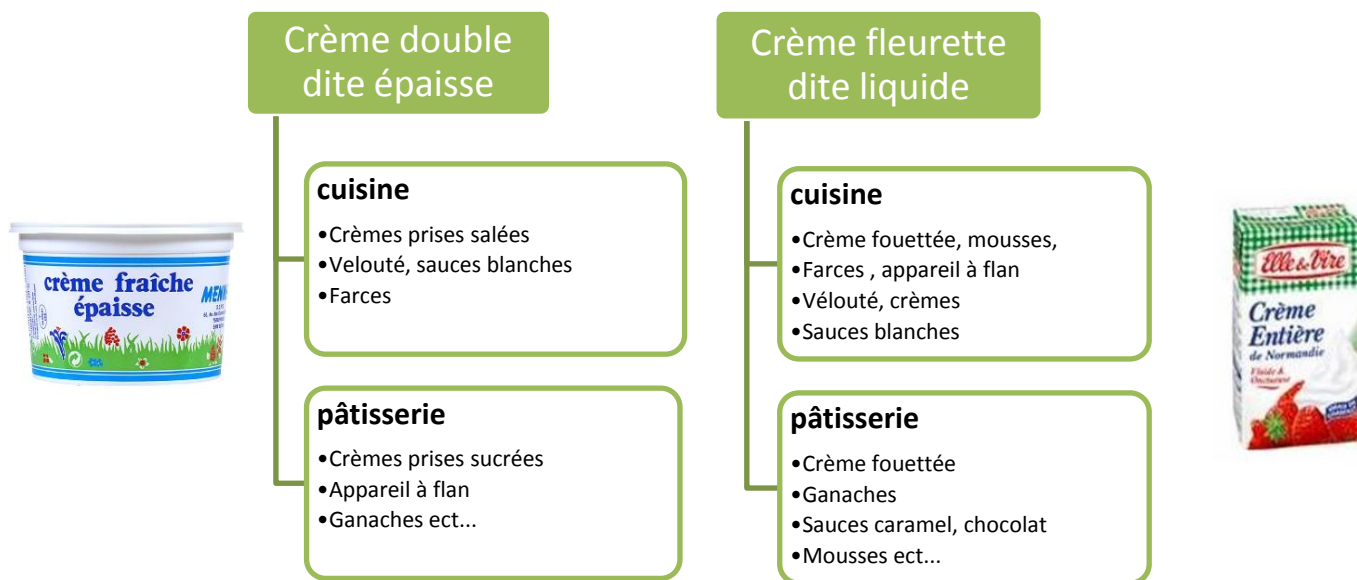 Crème double
dite épaisse
cuisine
•Crèmes prises salées
•Velouté, sauces blanches
•Farces
pâtisserie
•Crèmes prises sucrées
•Appareil à flan
•Ganaches ect...
crème fraîche
épaisse
Crème fleurette
dite liquide
cuisine
•Crème fouettée, mousses,
•Farces , appareil à flan
•Vélouté, crèmes
•Sauces blanches
pâtisserie
•Crème fouettée
•Ganaches
•Sauces caramel, chocolat
•Mousses ect...
Elle & Vire
Crème
Entière
de Normandie
Fluide &
Onctueuse